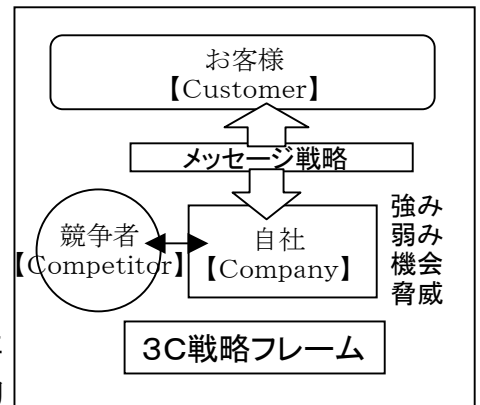 お客様
【Customer】
メッセージ戦略
競争者
【Competitor】
自社
【Company】
強み
弱み
機会
脅威
3C戦略フレーム